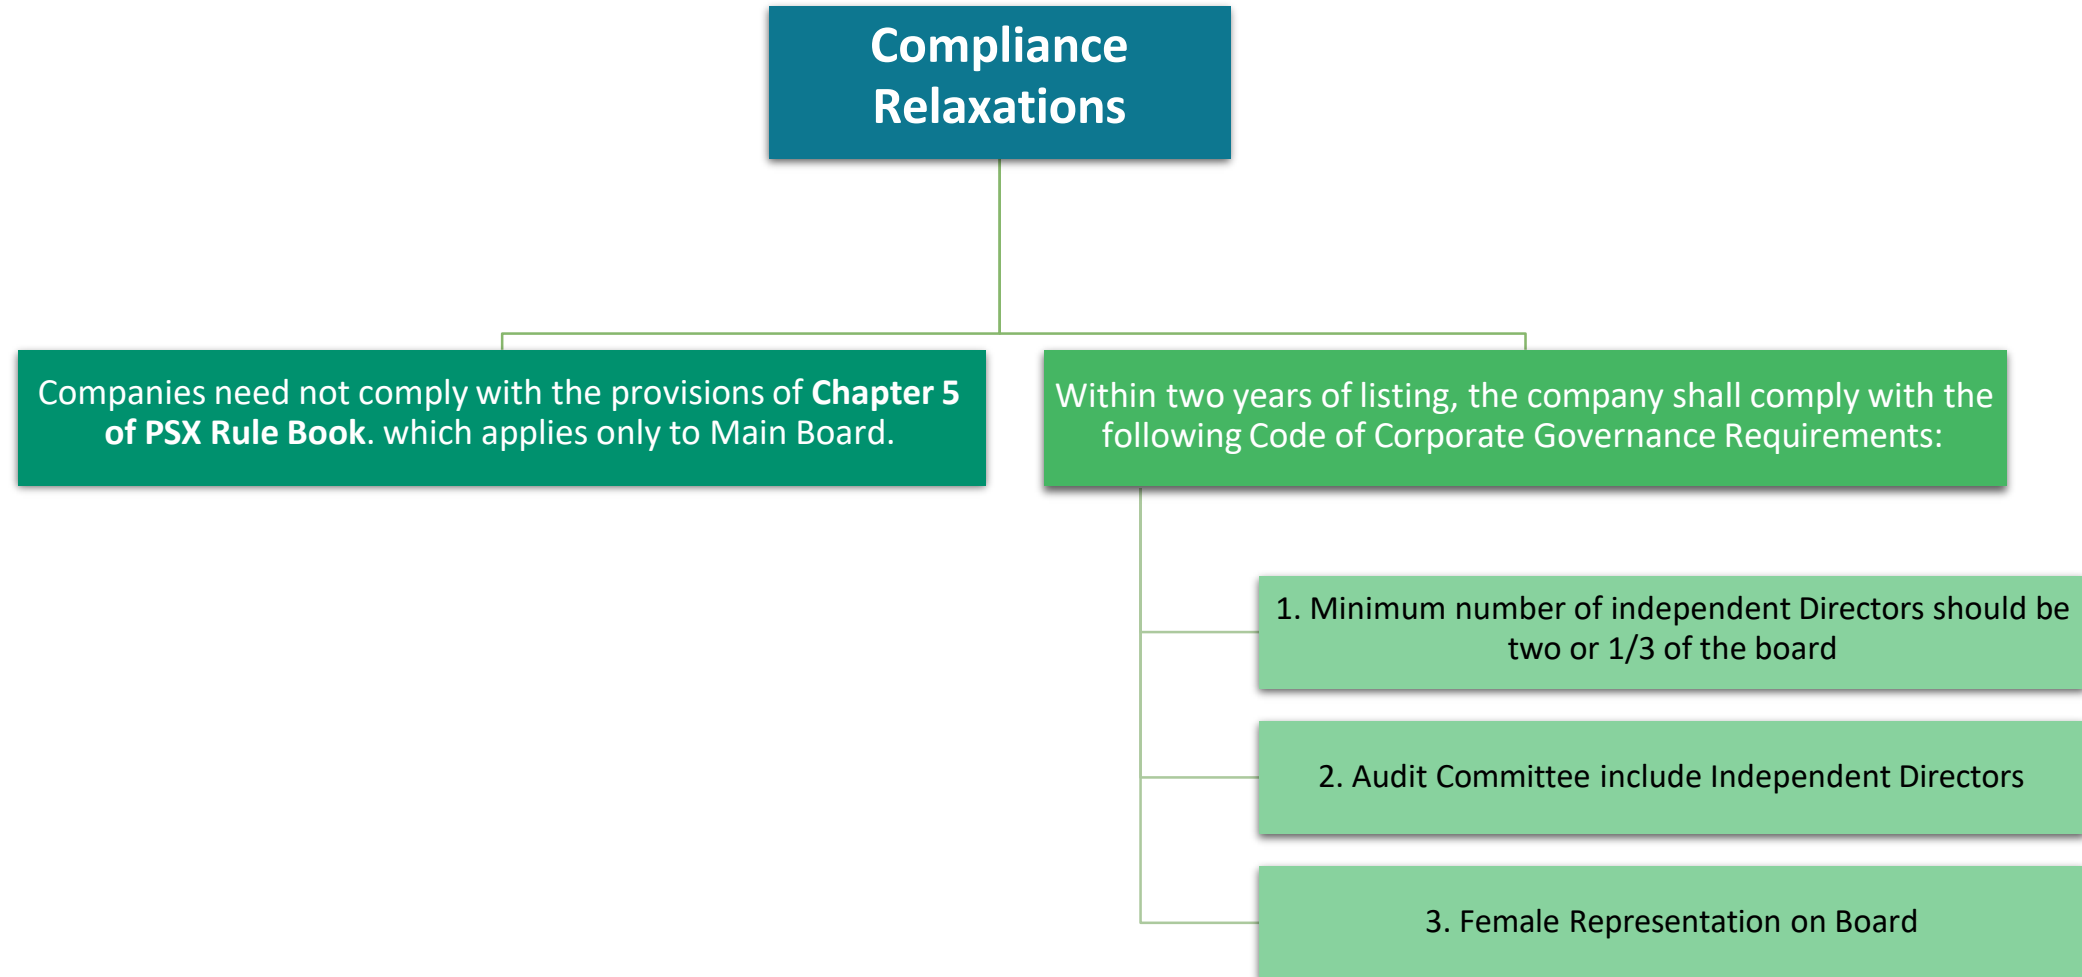 Compliance
Relaxations
Companies need not comply with the provisions of Chapter 5
of PSX Rule Book. which applies only to Main Board.
Within two years of listing, the company shall comply with the
following Code of Corporate Governance Requirements:
1. Minimum number of independent Directors should be
two or 1/3 of the board
2. Audit Committee include Independent Directors
3. Female Representation on Board